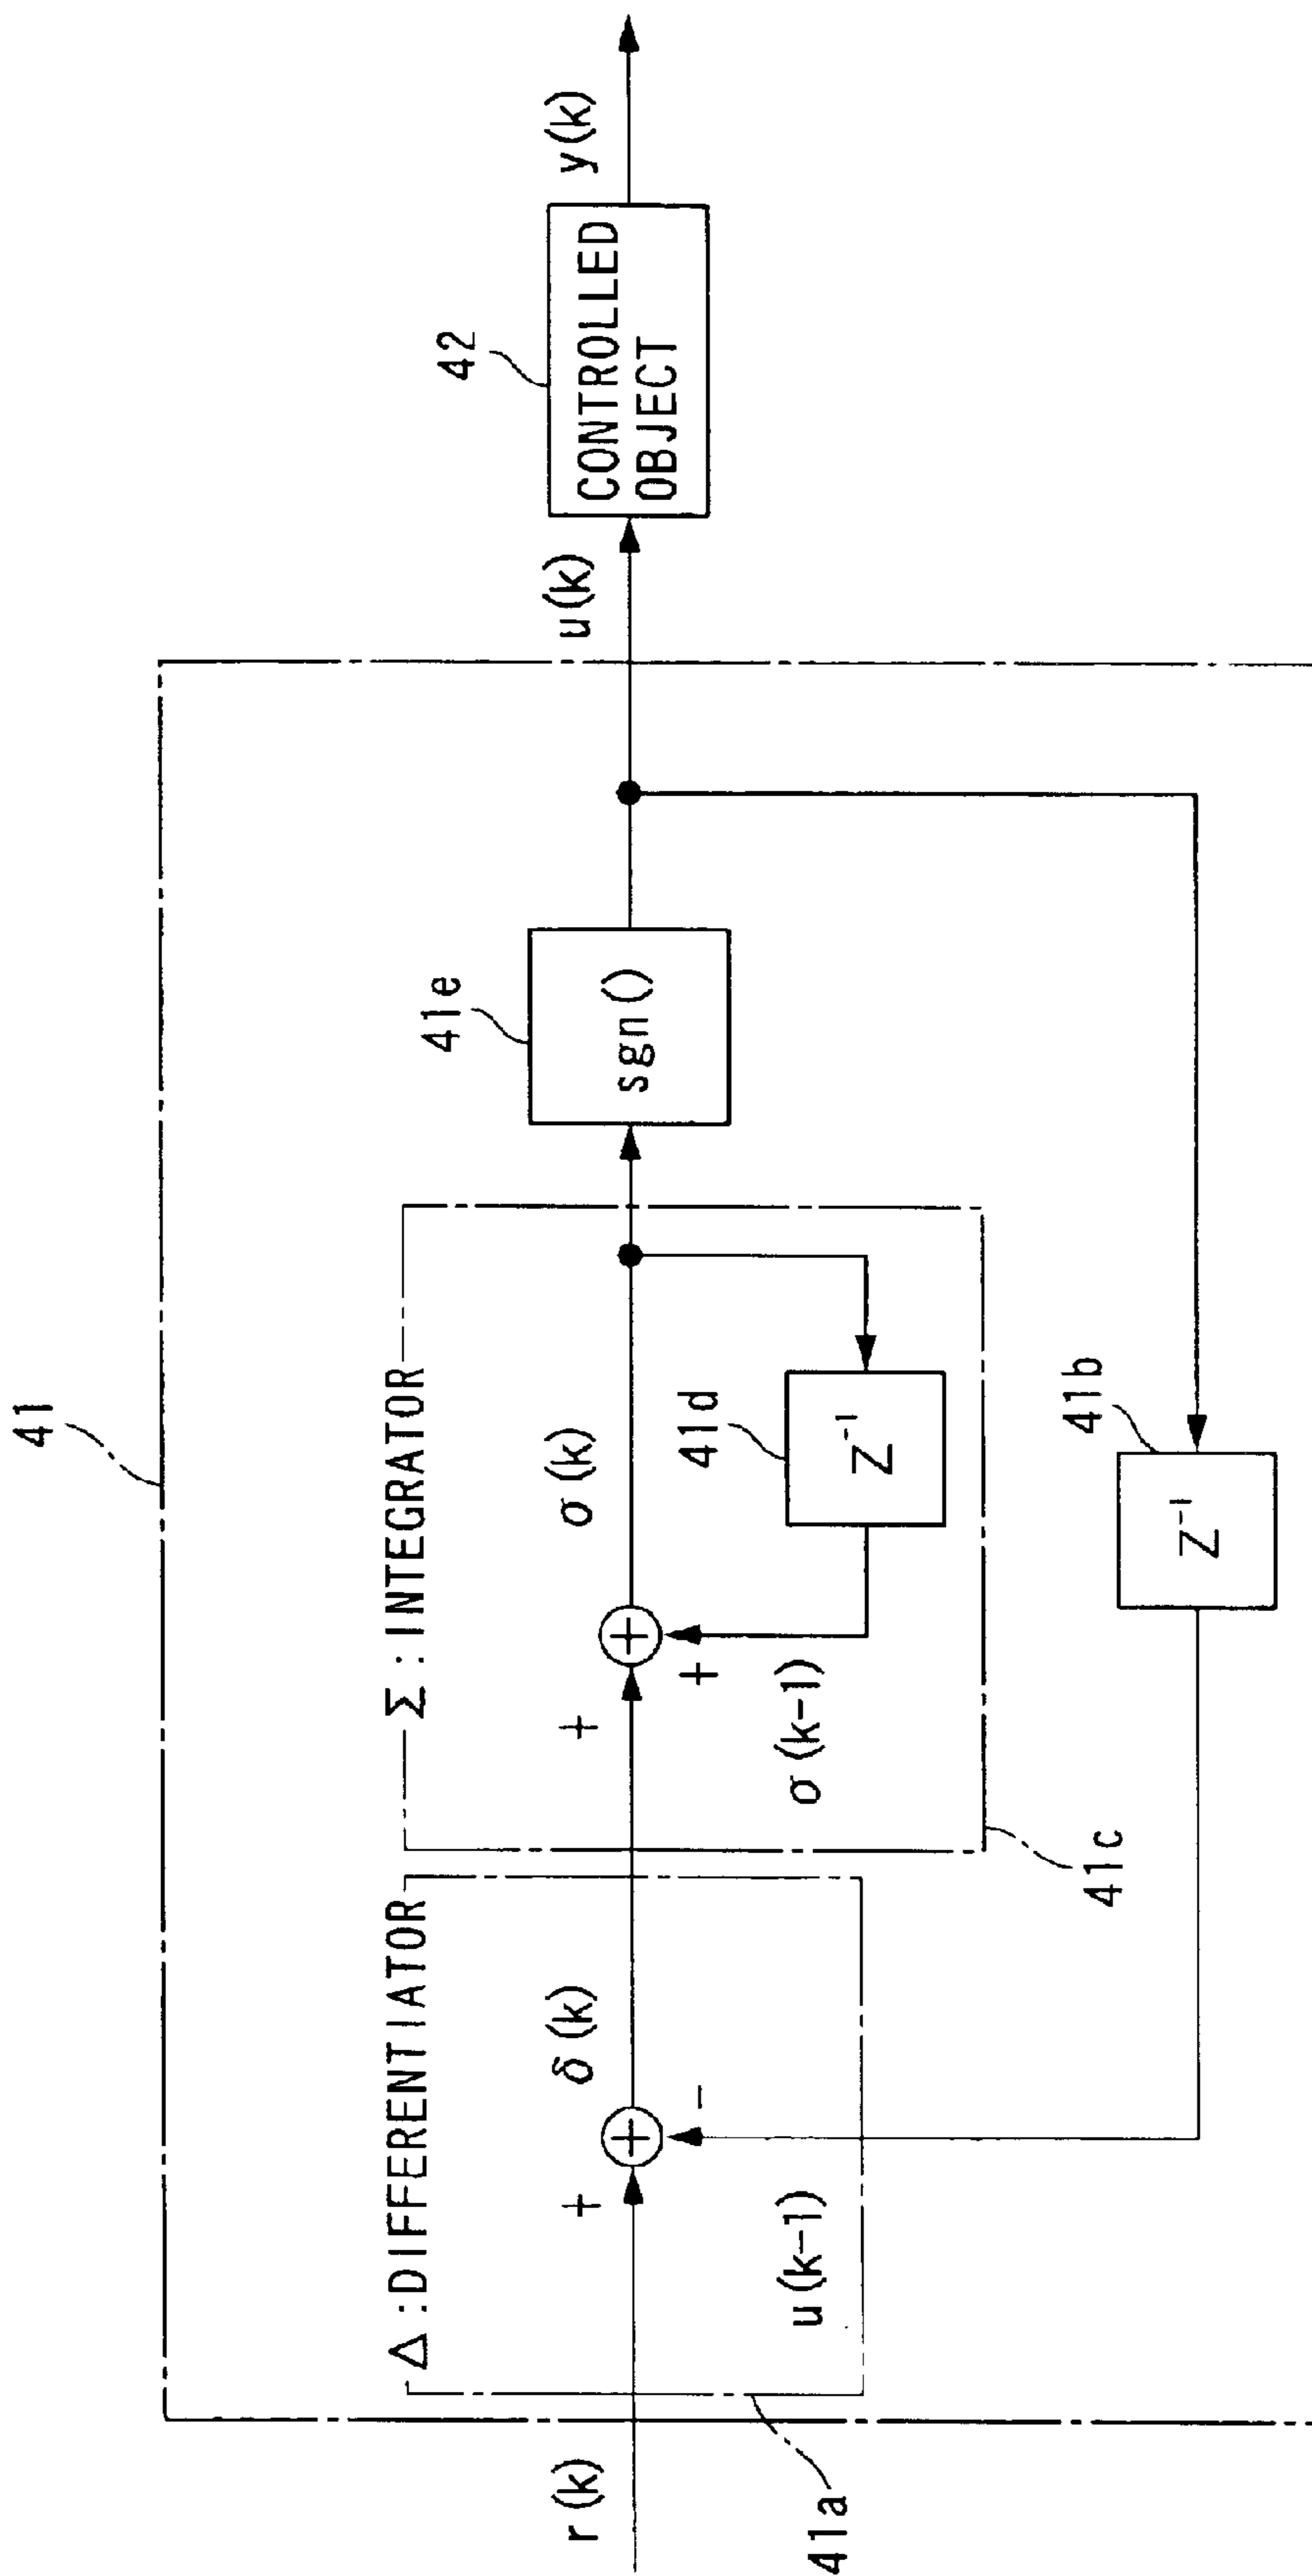 41
Δ:DIFFERENTIATOR
Σ:INTEGRATOR
41e
42
r(k)
+
δ(k)
+
σ(k)
sgn()
u(k)
CONTROLLED
OBJECT
y(k)
-
+
u(k-1)
σ(k-1)
41d
Z⁻¹
41a
41c
41b
Z⁻¹